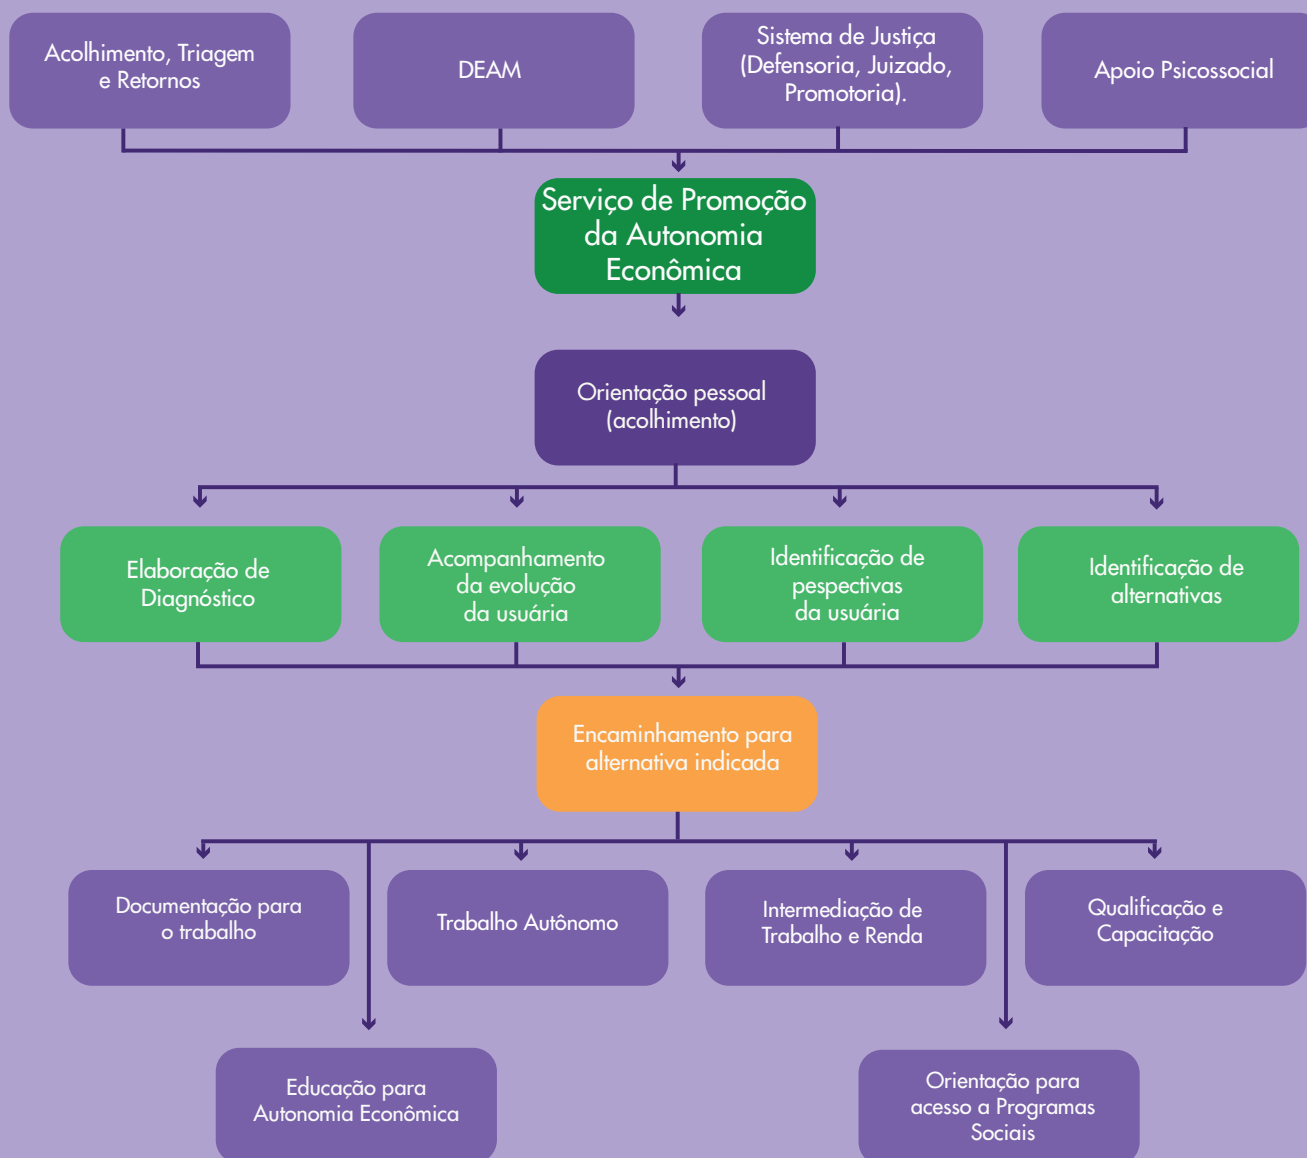 Acolhimento, Triagem
e Retornos
DEAM
Sistema de Justiça
(Defensoria, Juizado,
Promotoria).
Apoio Psicossocial
Serviço de Promoção
da Autonomia
Econômica
Orientação pessoal
(acolhimento)
Elaboração de
Diagnóstico
Acompanhamento
da evolução
da usuária
Identificação de
pespectivas
da usuária
Identificação de
alternativas
Encaminhamento para
alternativa indicada
Documentação para
o trabalho
Trabalho Autônomo
Intermediação de
Trabalho e Renda
Qualificação e
Capacitação
Educação para
Autonomia Econômica
Orientação para
acesso a Programas
Sociais